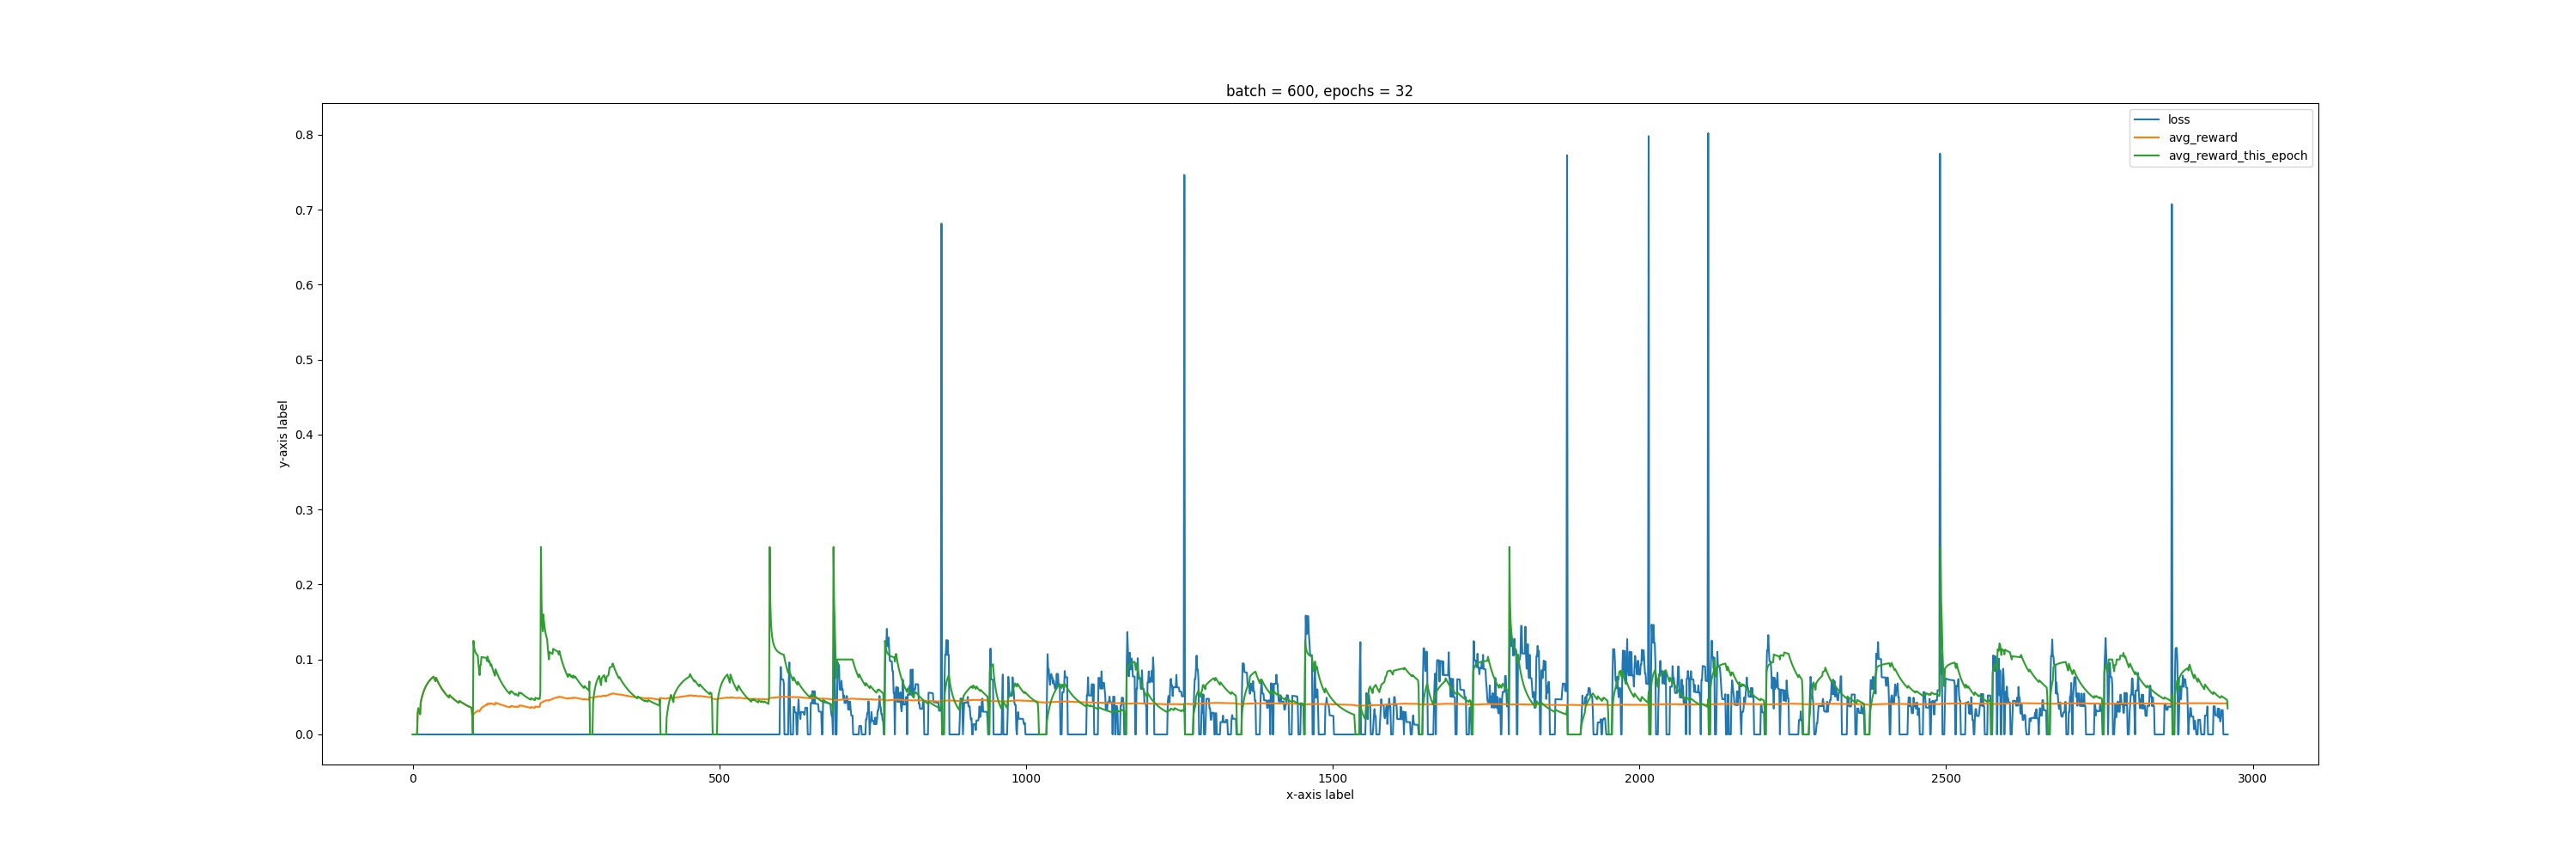 batch = 600, epochs = 32
loss
avg_reward
avg_reward_this_epoch
y-axis label
0.8
0.7
0.6
0.5
0.4
0.3
0.2
0.1
0.0
0 500 1000 1500 2000 2500 3000
x-axis label